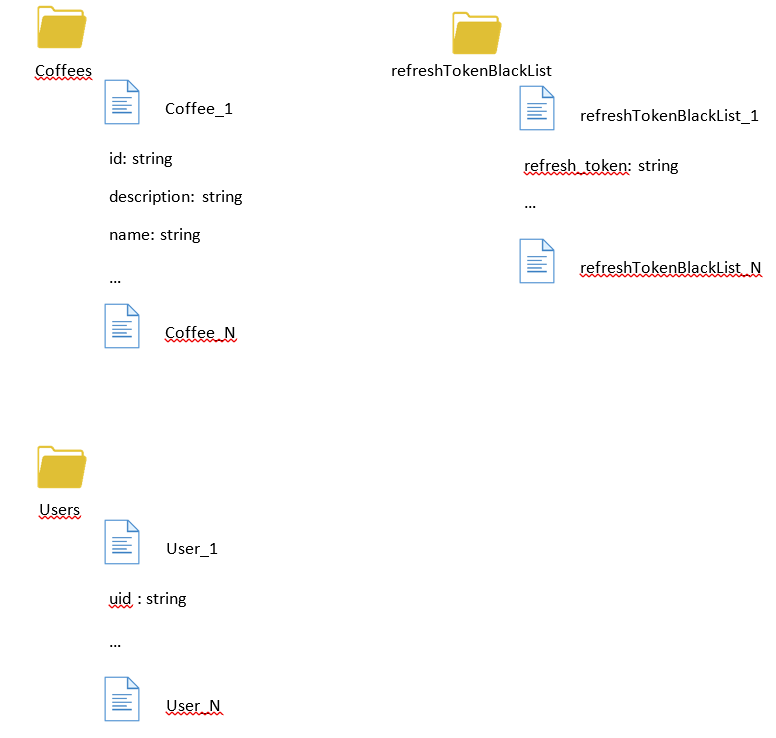 Coffees
Coffee_1
id: string
description: string
name: string
...
Coffee_N
refreshTokenBlackList
refreshTokenBlackList_1
refresh_token: string
...
refreshTokenBlackList_N
Users
User_1
uid : string
...
User_N